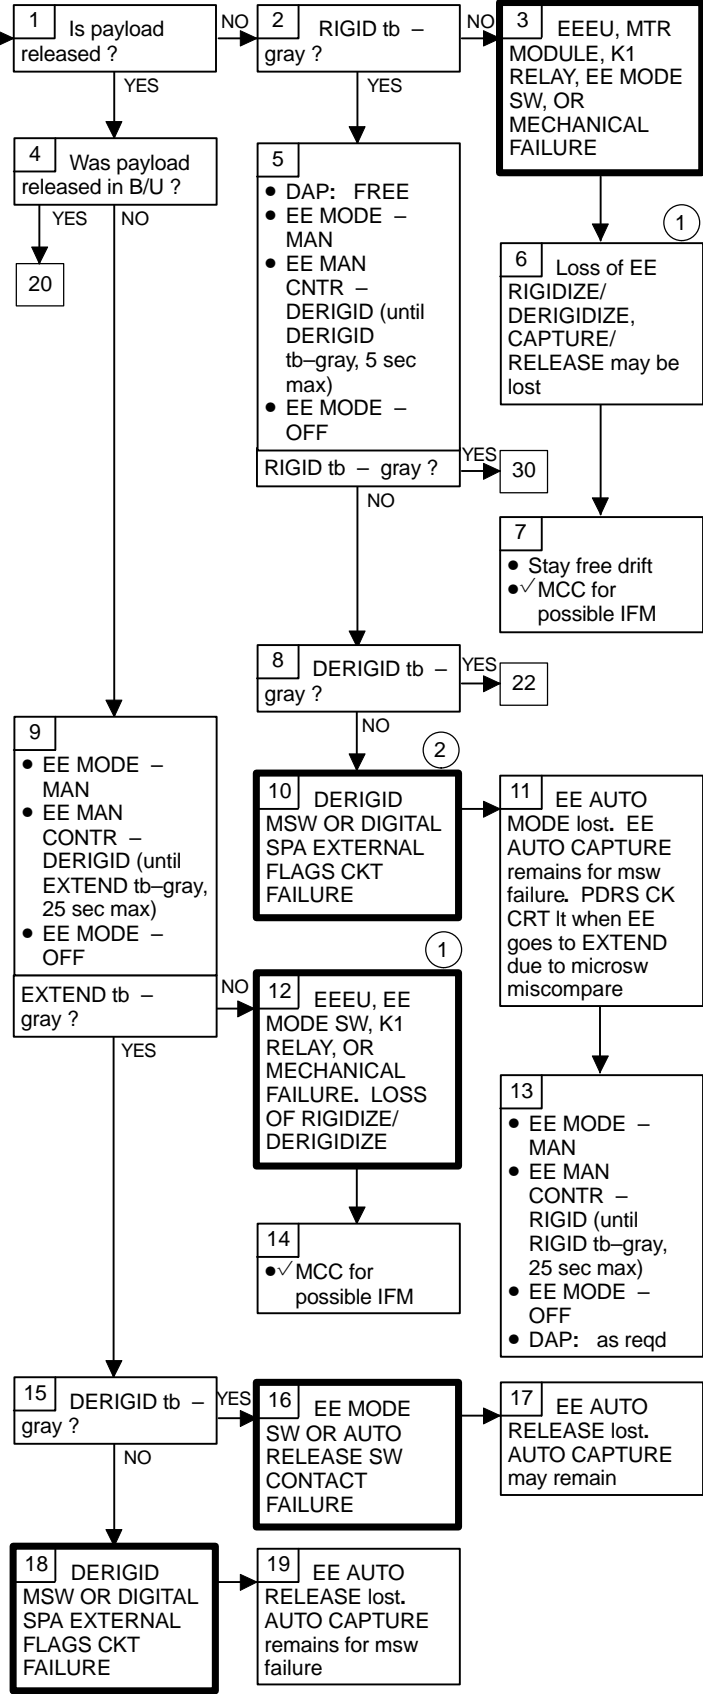 1 Is payload
released ?
NO
YES
2 RIGID tb –
gray ?
NO
YES
3 EEEU, MTR
MODULE, K1
RELAY, EE MODE
SW, OR
MECHANICAL
FAILURE
4 Was payload
released in B/U ?
YES
NO
20
5
● DAP: FREE
● EE MODE –
MAN
● EE MAN
CNTR –
DERIGID (until
DERIGID
tb–gray, 5 sec
max)
● EE MODE –
OFF
RIGID tb – gray ?
YES
30
NO
1
6 Loss of EE
RIGIDIZE/
DERIGIDIZE,
CAPTURE/
RELEASE may be
lost
7
● Stay free drift
●√MCC for
possible IFM
8 DERIGID tb –
gray ?
YES
22
NO
9
● EE MODE –
MAN
● EE MAN
CONTR –
DERIGID (until
EXTEND tb–gray,
25 sec max)
● EE MODE –
OFF
EXTEND tb –
gray ?
NO
YES
2
10 DERIGID
MSW OR DIGITAL
SPA EXTERNAL
FLAGS CKT
FAILURE
11 EE AUTO
MODE lost. EE
AUTO CAPTURE
remains for msw
failure. PDRS CK
CRT lt when EE
goes to EXTEND
due to microsw
miscompare
1
12 EEEU, EE
MODE SW, K1
RELAY, OR
MECHANICAL
FAILURE. LOSS
OF RIGIDIZE/
DERIGIDIZE
13
● EE MODE –
MAN
● EE MAN
CONTR –
RIGID (until
RIGID tb–gray,
25 sec max)
● EE MODE –
OFF
● DAP: as reqd
14
●√MCC for
possible IFM
15 DERIGID tb –
gray ?
YES
NO
16 EE MODE
SW OR AUTO
RELEASE SW
CONTACT
FAILURE
17 EE AUTO
RELEASE lost.
AUTO CAPTURE
may remain
18 DERIGID
MSW OR DIGITAL
SPA EXTERNAL
FLAGS CKT
FAILURE
19 EE AUTO
RELEASE lost.
AUTO CAPTURE
remains for msw
failure